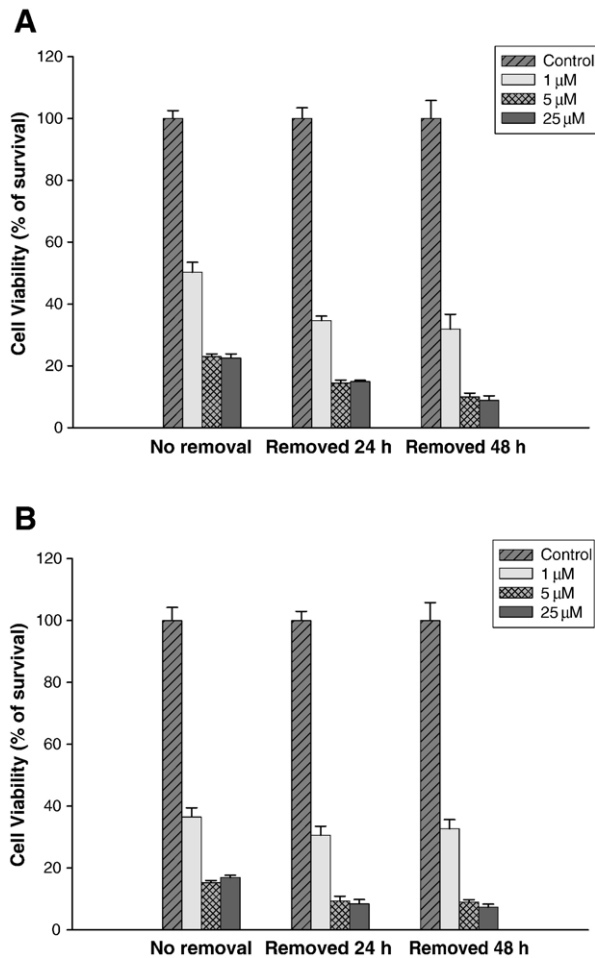 A
Cell Viability (% of survival)
120
100
80
60
40
20
0
Control
1 μM
5 μM
25 μM
No removal Removed 24 h Removed 48 h
B
Cell Viability (% of survival)
120
100
80
60
40
20
0
Control
1 μM
5 μM
25 μM
No removal Removed 24 h Removed 48 h